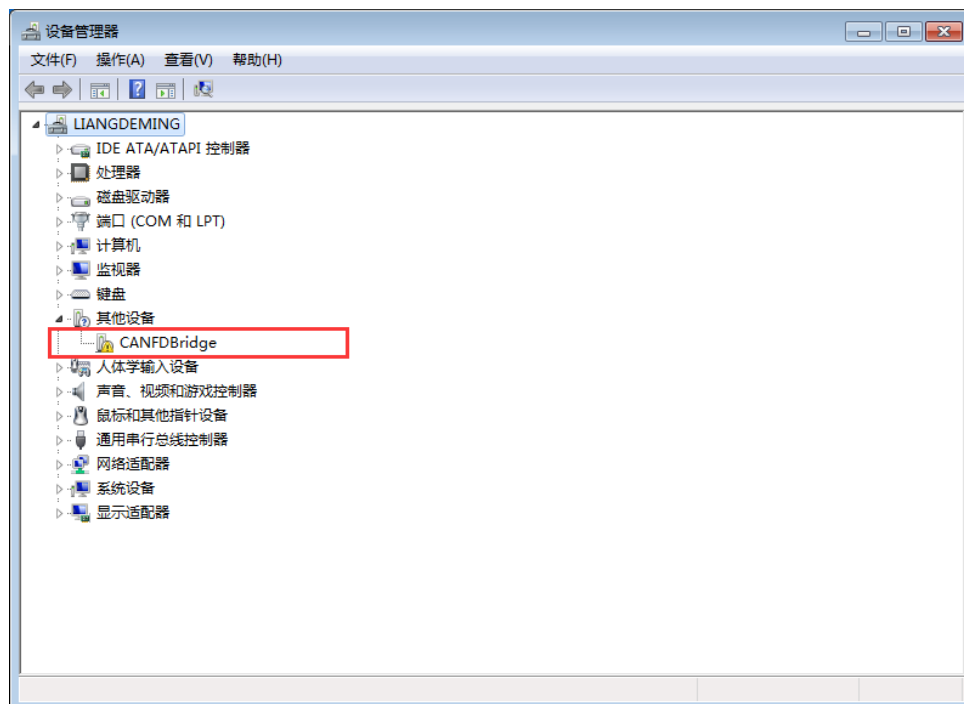 设备管理器
文件(F) 操作(A) 查看(V) 帮助(H)
LIANGDEMING
IDE ATA/ATAPI 控制器
处理器
磁盘驱动器
端口 (COM 和 LPT)
计算机
监视器
键盘
其他设备
CANFDBridge
人体学输入设备
声音、视频和游戏控制器
鼠标和其他指针设备
通用串行总线控制器
网络适配器
系统设备
显示适配器